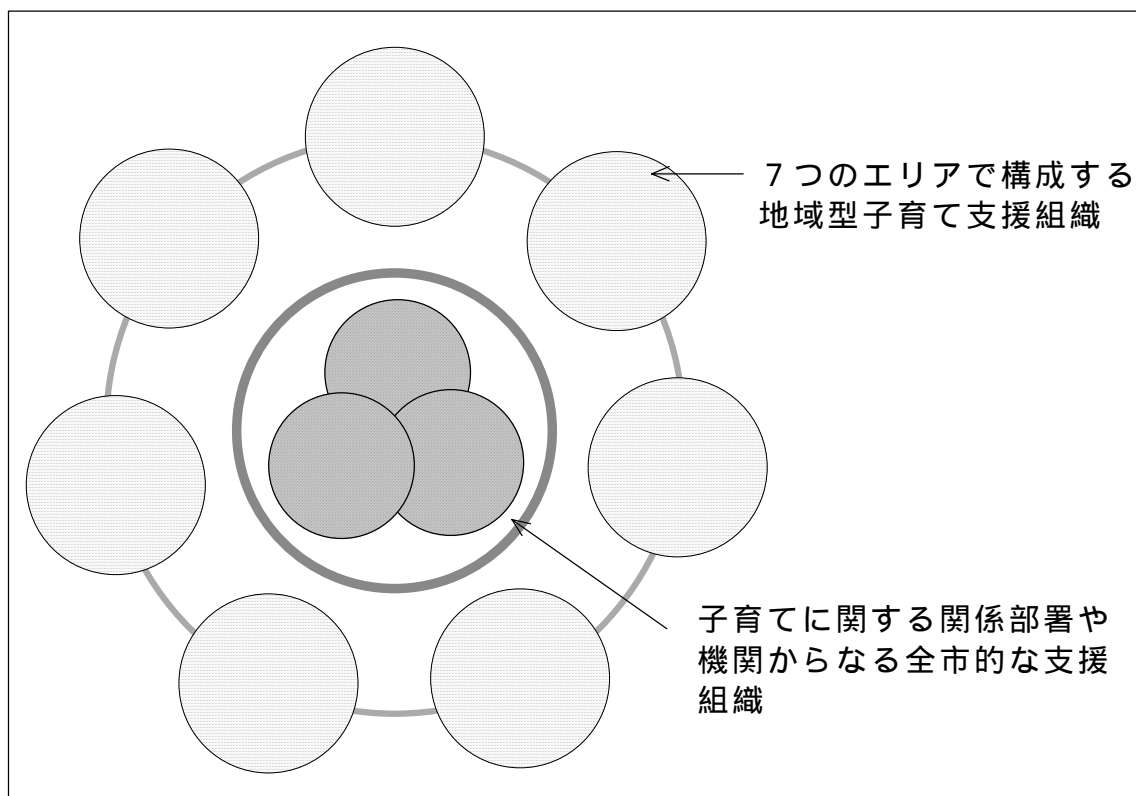 ７つのエリアで構成する
地域型子育て支援組織
子育てに関する関係部署や
機関からなる全市的な支援
組織